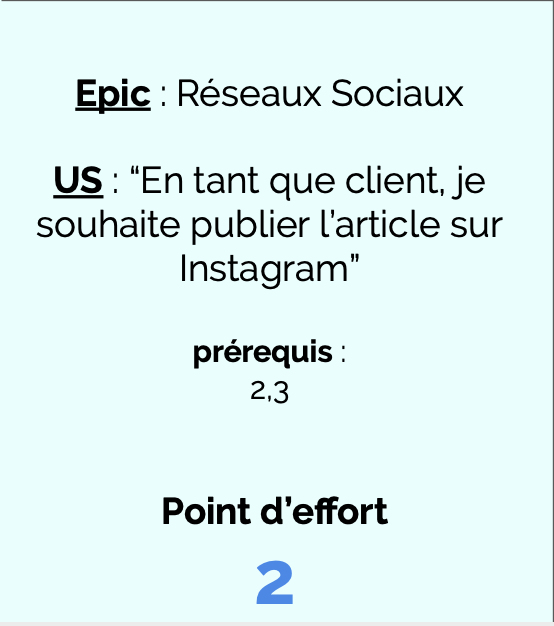 Epic : Réseaux Sociaux
US : “En tant que client, je
souhaite publier l’article sur
Instagram”
prérequis :
2,3
Point d’effort
2